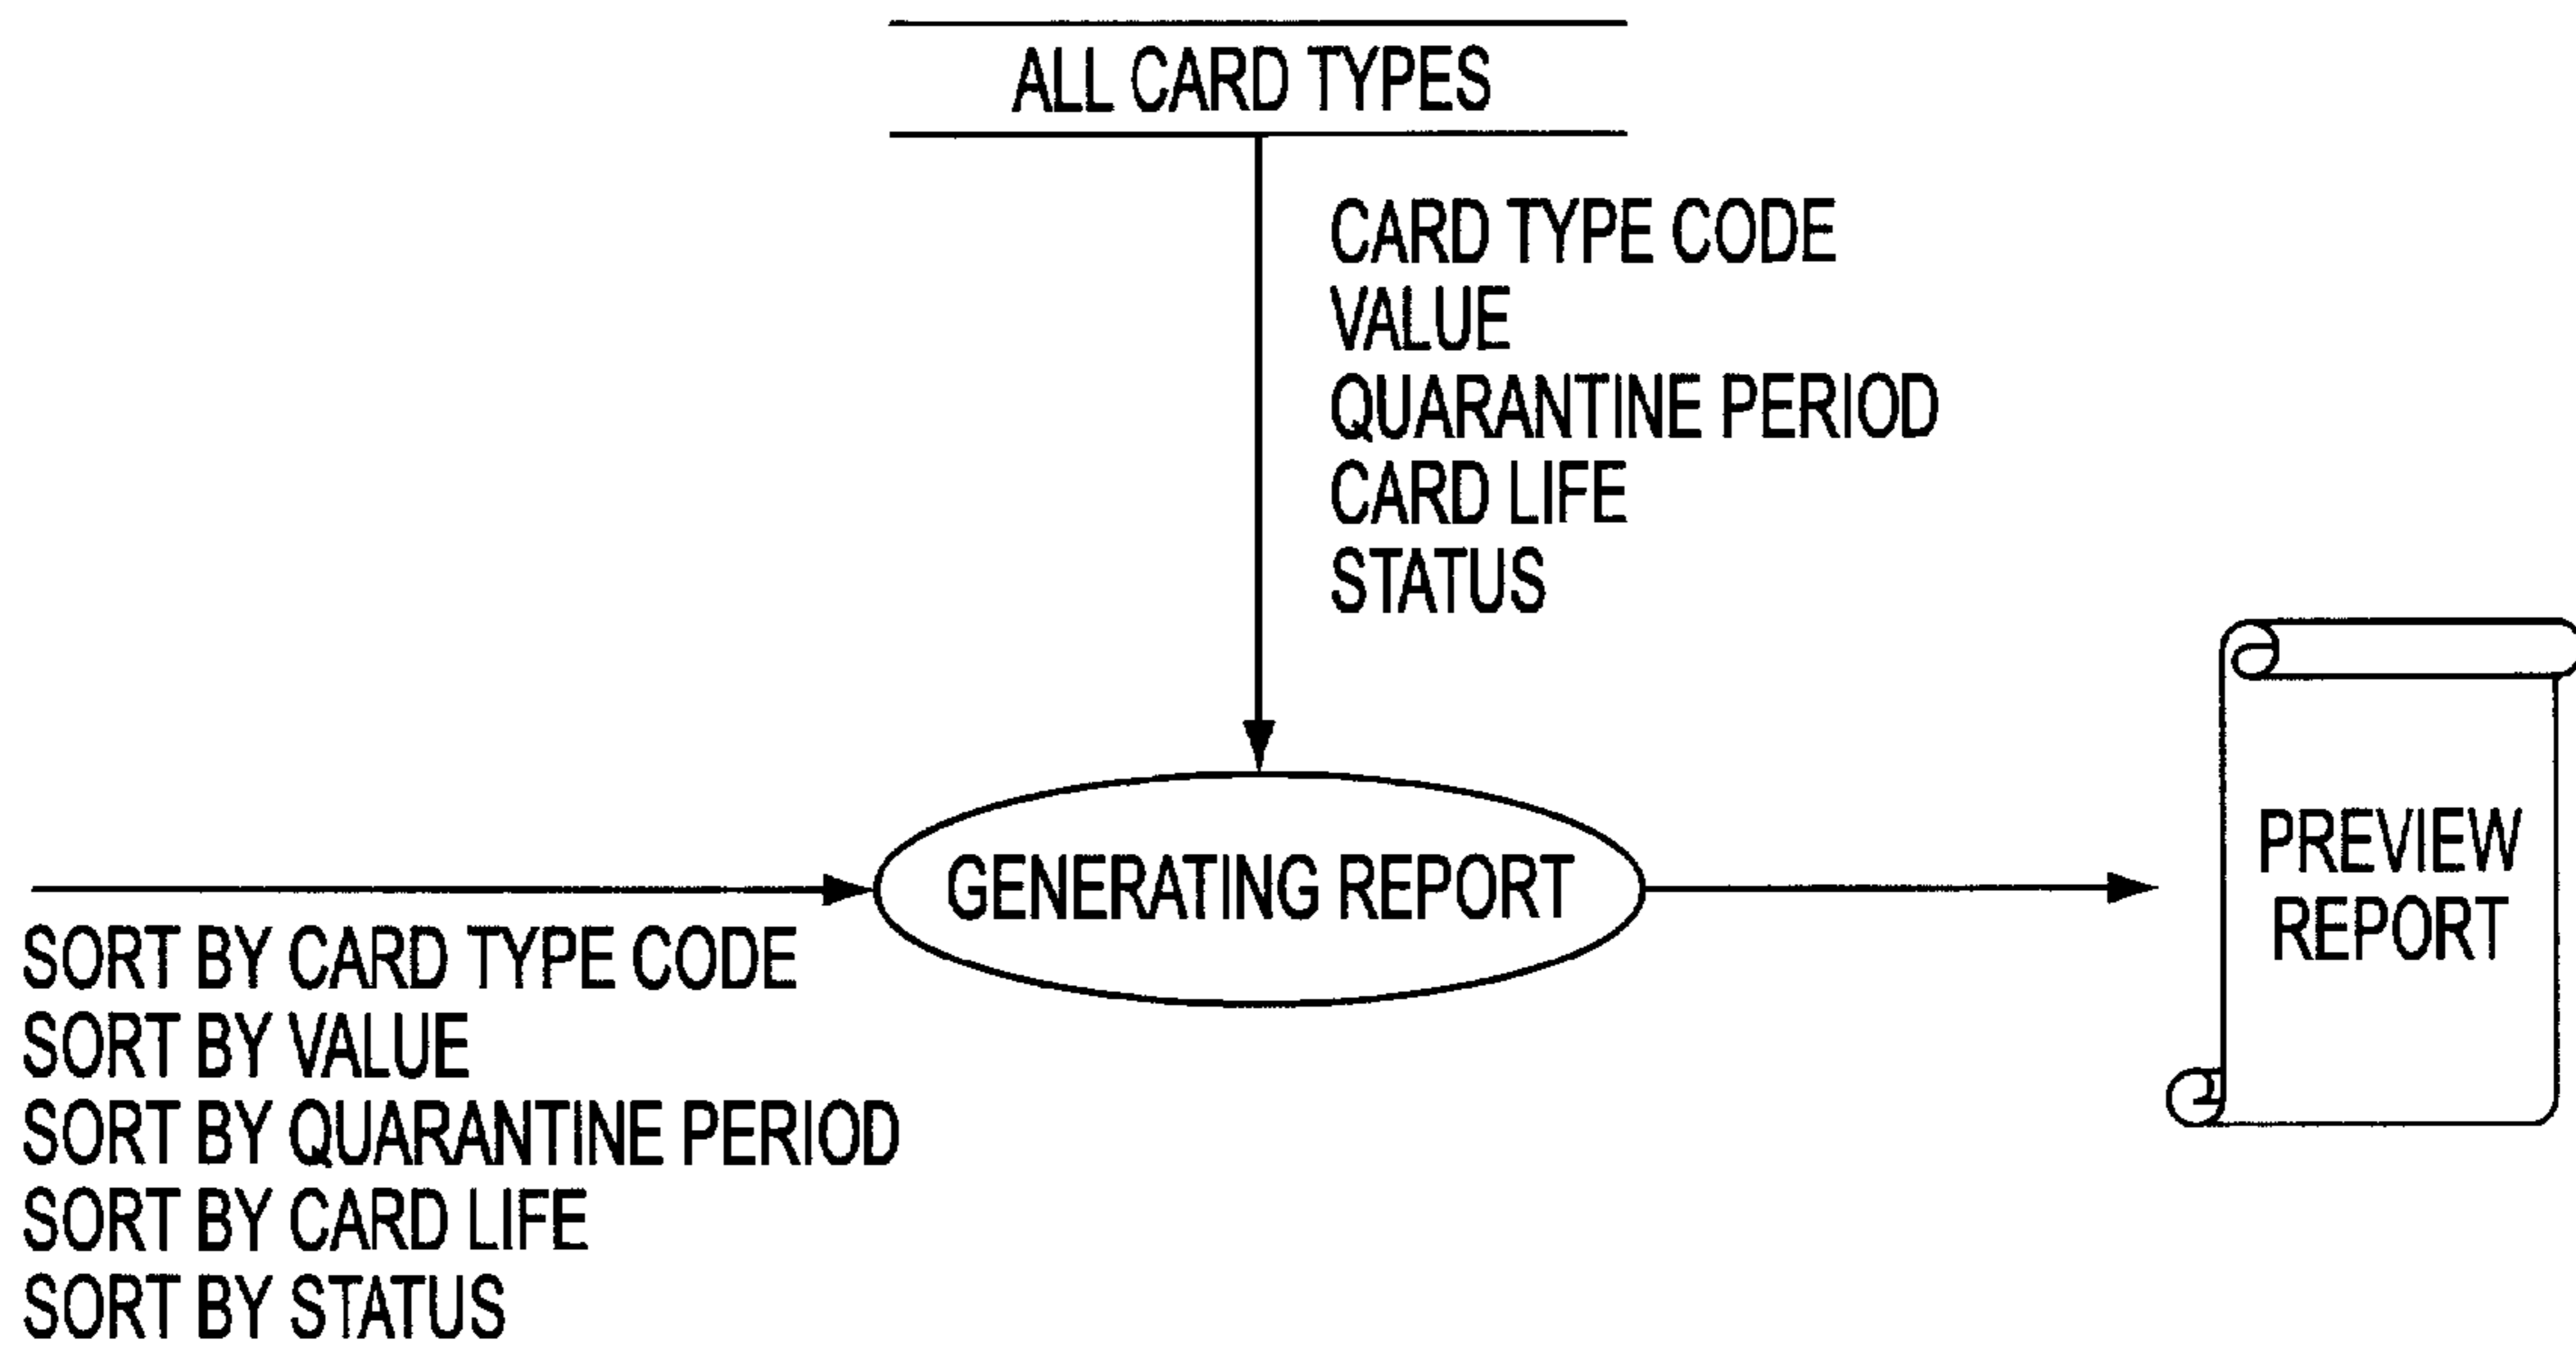 ALL CARD TYPES
CARD TYPE CODE
VALUE
QUARANTINE PERIOD
CARD LIFE
STATUS
GENERATING REPORT
PREVIEW
REPORT
SORT BY CARD TYPE CODE
SORT BY VALUE
SORT BY QUARANTINE PERIOD
SORT BY CARD LIFE
SORT BY STATUS